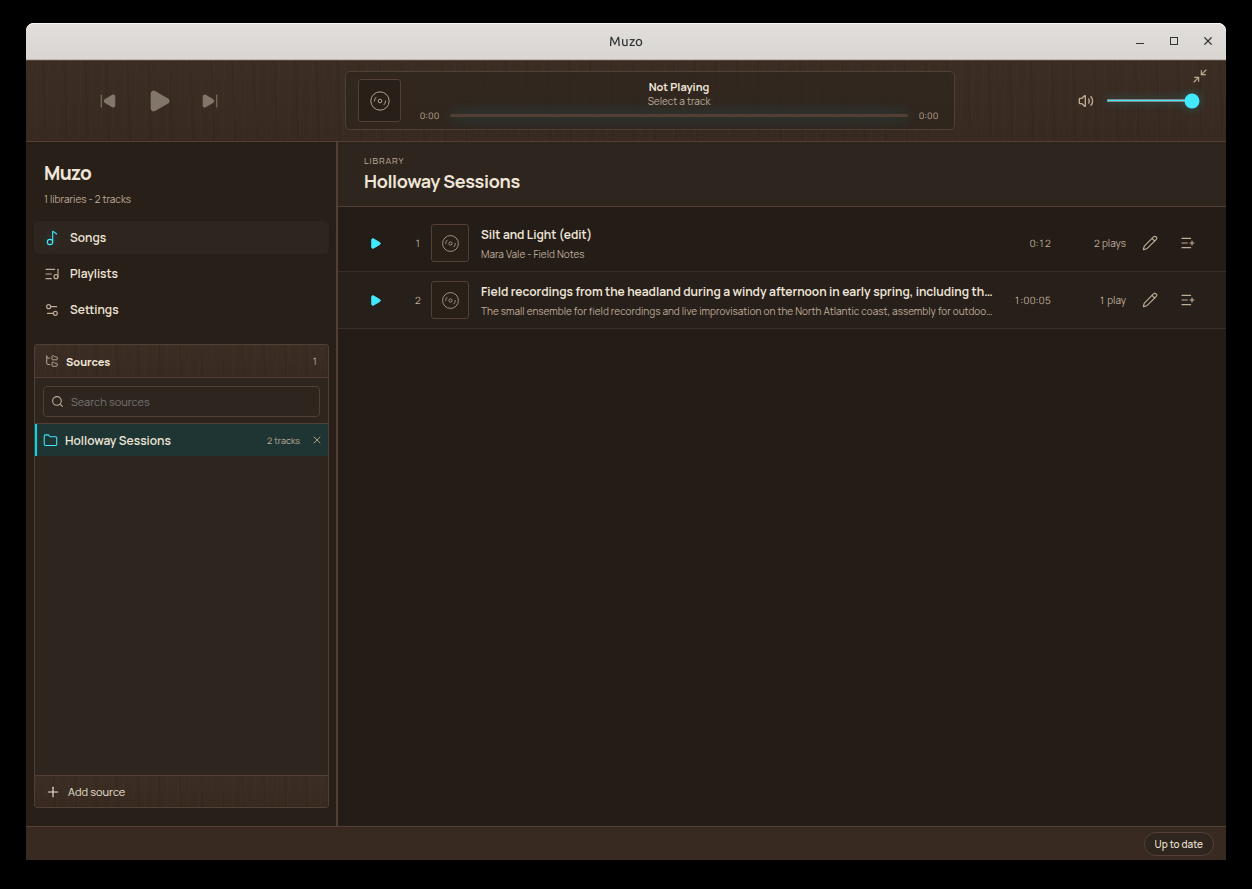 Muzo
Not Playing
Select a track
0:00
0:00
Muzo
1 libraries - 2 tracks
Songs
Playlists
Settings
Sources
1
Search sources
Holloway Sessions
2 tracks
Add source
LIBRARY
Holloway Sessions
1
Silt and Light (edit)
Mara Vale - Field Notes
0:12
2 plays
2
Field recordings from the headland during a windy afternoon in early spring, including th…
The small ensemble for field recordings and live improvisation on the North Atlantic coast, assembly for outdoo…
1:00:05
1 play
Up to date